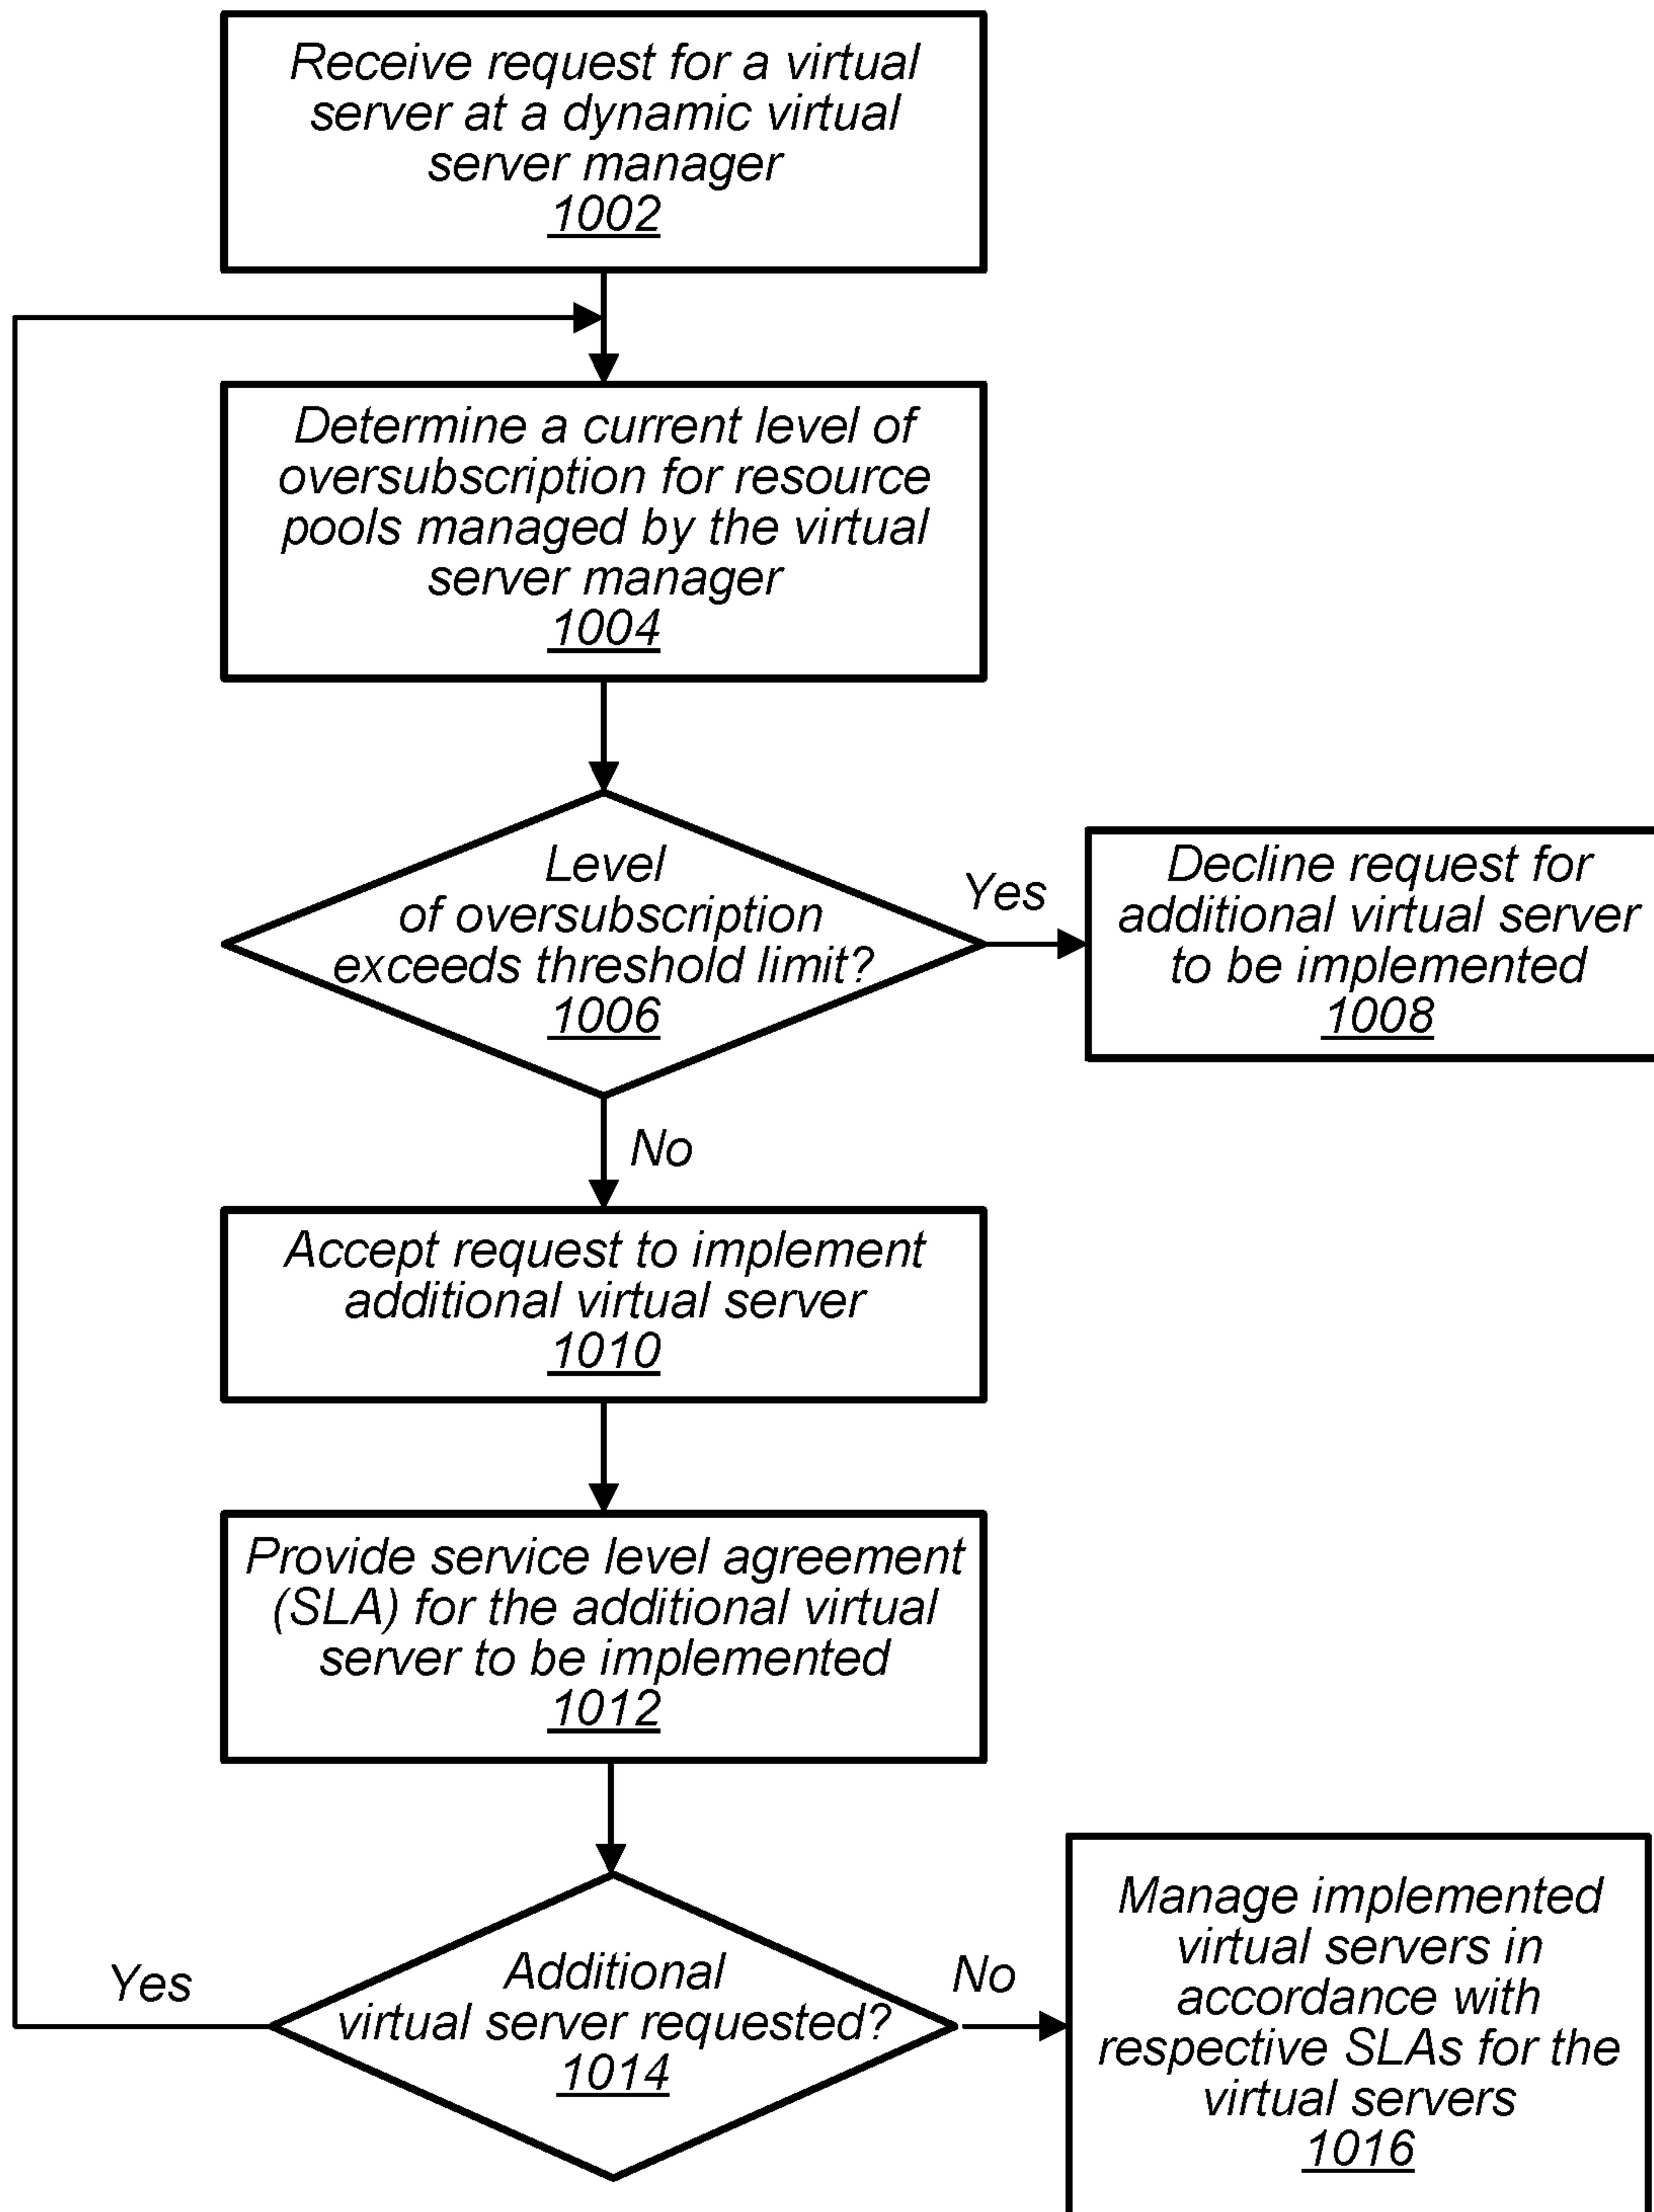 Receive request for a virtual
server at a dynamic virtual
server manager
1002
Determine a current level of
oversubscription for resource
pools managed by the virtual
server manager
1004
Level
of oversubscription
exceeds threshold limit?
1006
Yes
Decline request for
additional virtual server
to be implemented
1008
No
Accept request to implement
additional virtual server
1010
Provide service level agreement
(SLA) for the additional virtual
server to be implemented
1012
Yes
Additional
virtual server requested?
1014
No
Manage implemented
virtual servers in
accordance with
respective SLAs for the
virtual servers
1016